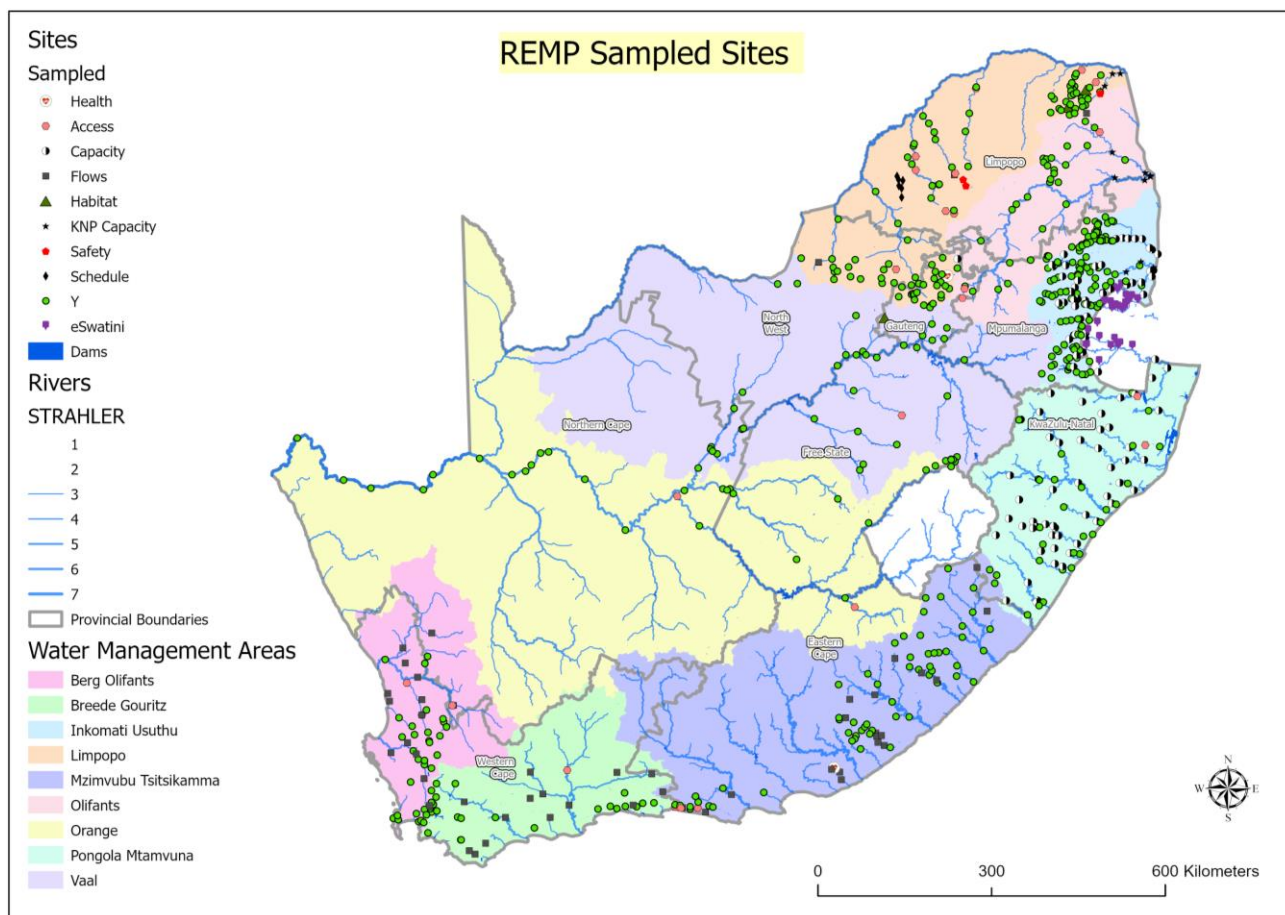 REMP Sampled Sites
Sites
Sampled
Health
Access
Capacity
Flows
Habitat
KNP Capacity
Safety
Schedule
Y
eSwatini
Dams
Rivers
STRAHLER
1
2
3
4
5
6
7
Provincial Boundaries
Water Management Areas
Berg Olifants
Breede Gouritz
Inkomati Usuthu
Limpopo
Mzimvubu Tsitsikamma
Olifants
Orange
Pongola Mtamvuna
Vaal
Limpopo
North
West
Gauteng
Mpumalanga
Northern Cape
Free State
KwaZulu-Natal
Eastern
Cape
Western
Cape
N
W E
S
0 300 600 Kilometers